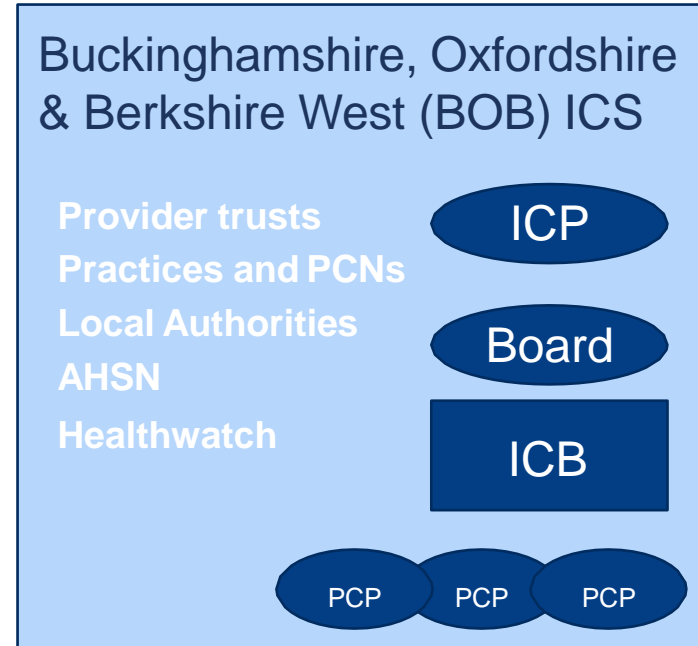 Buckinghamshire, Oxfordshire
& Berkshire West (BOB) ICS
Provider trusts
Practices and PCNs
Local Authorities
AHSN
Healthwatch
ICP
Board
ICB
PCP
PCP
PCP